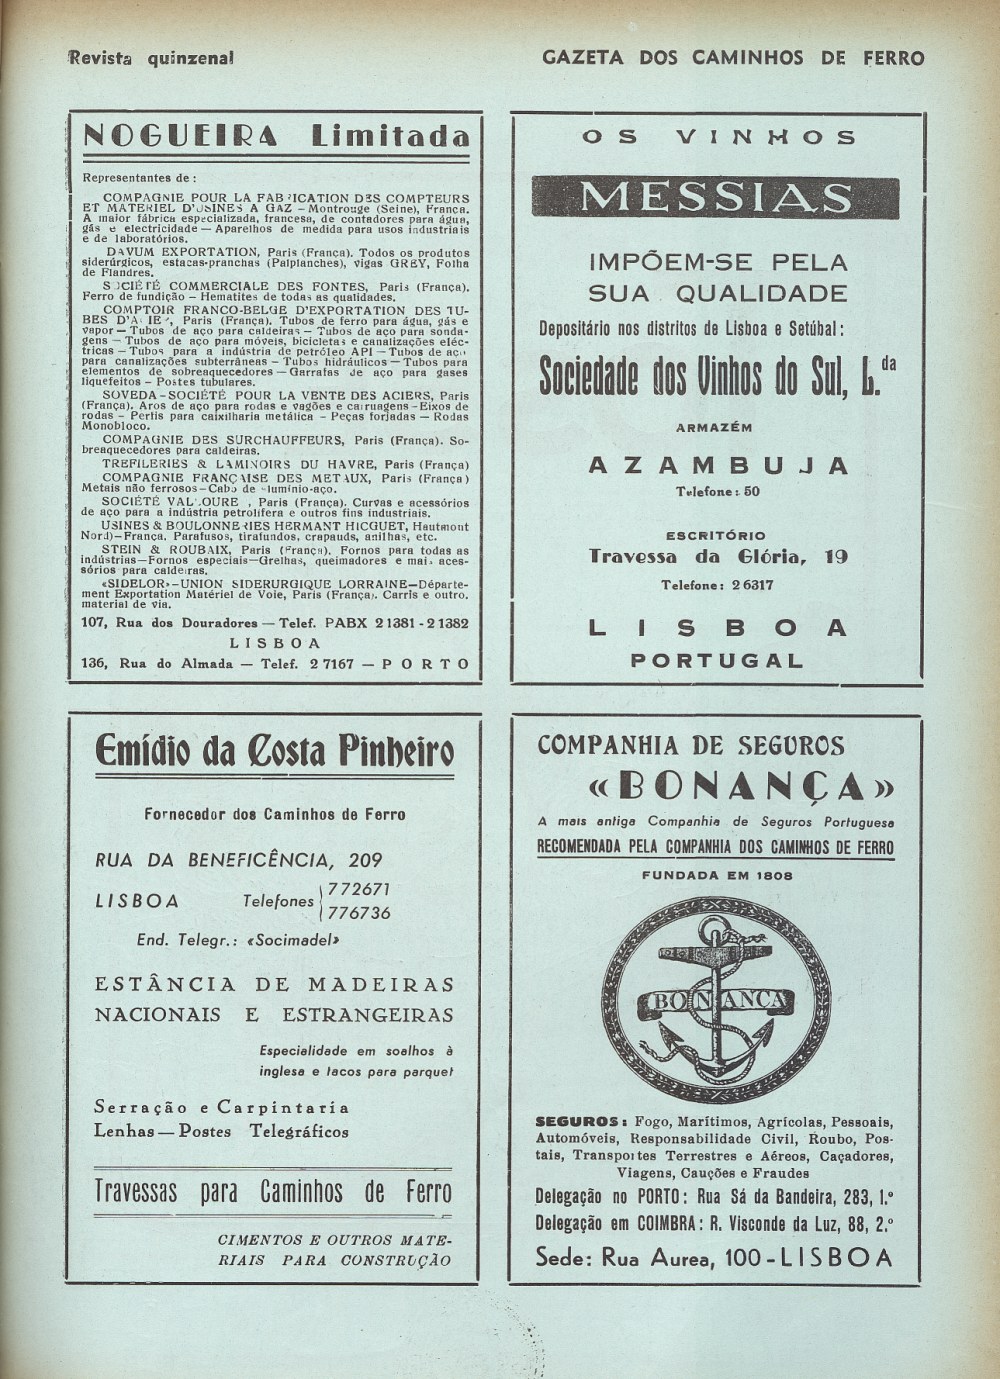 Revista quinzenal
GAZETA DOS CAMINHOS DE FERRO
NOGUEIRA Limitada
Representantes de :
COMPAGNIE POUR LA FABRICATION DES COMPTEURS
ET MATERIEL D'USINES A GAZ – Montrouge (Seine), França.
A maior fábrica especializada, francesa, de contadores para água,
gás e electricidade — Aparelhos de medida para usos industriais
e de laboratórios.
DAVUM EXPORTATION, Paris (França). Todos os produtos
siderúrgicos, estacas-pranchas (Palplanches), vigas GREY, Folha
de Flandres.
SOCIÉTÉ COMMERCIALE DES FONTES, Paris (França).
Ferro de fundição – Hematites de todas as qualidades.
COMPTOIR FRANCO-BELGE D'EXPORTATION DES TU-
BES D'ACIER, Paris (França). Tubos de ferro para água, gás e
vapor — Tubos de aço para caldeiras — Tubos de aço para sonda-
gens — Tubos de aço para móveis, bicicletas e canalizações eléc-
tricas — Tubos para a indústria de petróleo API — Tubos de aço
para canalizações subterrâneas – Tubos hidráulicos – Tubos para
elementos de sobreaquecedores — Garrafas de aço para gases
liquefeitos – Postes tubulares.
SOVEDA – SOCIÉTÉ POUR LA VENTE DES ACIERS, Paris
(França). Aros de aço para rodas e vagões e carruagens – Eixos de
rodas – Perfis para caixilharia metálica – Peças forjadas — Rodas
Monobloco.
COMPAGNIE DES SURCHAUFFEURS, Paris (França). So-
breaquecedores para caldeiras.
TREFILERIES & LAMINOIRS DU HAVRE, Paris (França)
COMPAGNIE FRANÇAISE DES METAUX, Paris (França)
Metais não ferrosos – Cabo de alumínio-aço.
SOCIÉTÉ VALLOUREC, Paris (França). Curvas e acessórios
de aço para a indústria petrolífera e outros fins industriais.
USINES & BOULONNERIES HERMANT HICGUET, Hautmont
Nord) – França. Parafusos, tirafundos, crapauds, anilhas, etc.
STEIN & ROUBAIX, Paris (França). Fornos para todas as
indústrias — Fornos especiais — Grelhas, queimadores e mais aces-
sórios para caldeiras.
«SIDELOR» – UNION SIDERURGIQUE LORRAINE — Départe-
ment Exportation Matériel de Voie, Paris (França). Carris e outro.
material de via.
107, Rua dos Douradores — Telef. PABX 2 1381 - 2 1382
LISBOA
136, Rua do Almada — Telef. 2 7167 — PORTO
OS VINHOS
MESSIAS
IMPÕEM-SE PELA
SUA QUALIDADE
Depositário nos distritos de Lisboa e Setúbal :
Sociedade dos Vinhos do Sul, L.da
ARMAZÉM
AZAMBUJA
Telefone : 50
ESCRITÓRIO
Travessa da Glória, 19
Telefone : 2 6317
LISBOA
PORTUGAL
Emídio da Costa Pinheiro
Fornecedor dos Caminhos de Ferro
RUA DA BENEFICÊNCIA, 209
LISBOA Telefones 772671
776736
End. Telegr.: «Socimadel»
ESTÂNCIA DE MADEIRAS
NACIONAIS E ESTRANGEIRAS
Especialidade em soalhos à
inglesa e tacos para parquet
Serração e Carpintaria
Lenhas — Postes Telegráficos
Travessas para Caminhos de Ferro
CIMENTOS E OUTROS MATE-
RIAIS PARA CONSTRUÇÃO
COMPANHIA DE SEGUROS
«BONANÇA»
A mais antiga Companhia de Seguros Portuguesa
RECOMENDADA PELA COMPANHIA DOS CAMINHOS DE FERRO
FUNDADA EM 1808
BONANÇA
SEGUROS : Fogo, Marítimos, Agrícolas, Pessoais,
Automóveis, Responsabilidade Civil, Roubo, Pos-
tais, Transportes Terrestres e Aéreos, Caçadores,
Viagens, Cauções e Fraudes
Delegação no PORTO : Rua Sá da Bandeira, 283, 1.º
Delegação em COIMBRA : R. Visconde da Luz, 88, 2.º
Sede: Rua Aurea, 100 - LISBOA